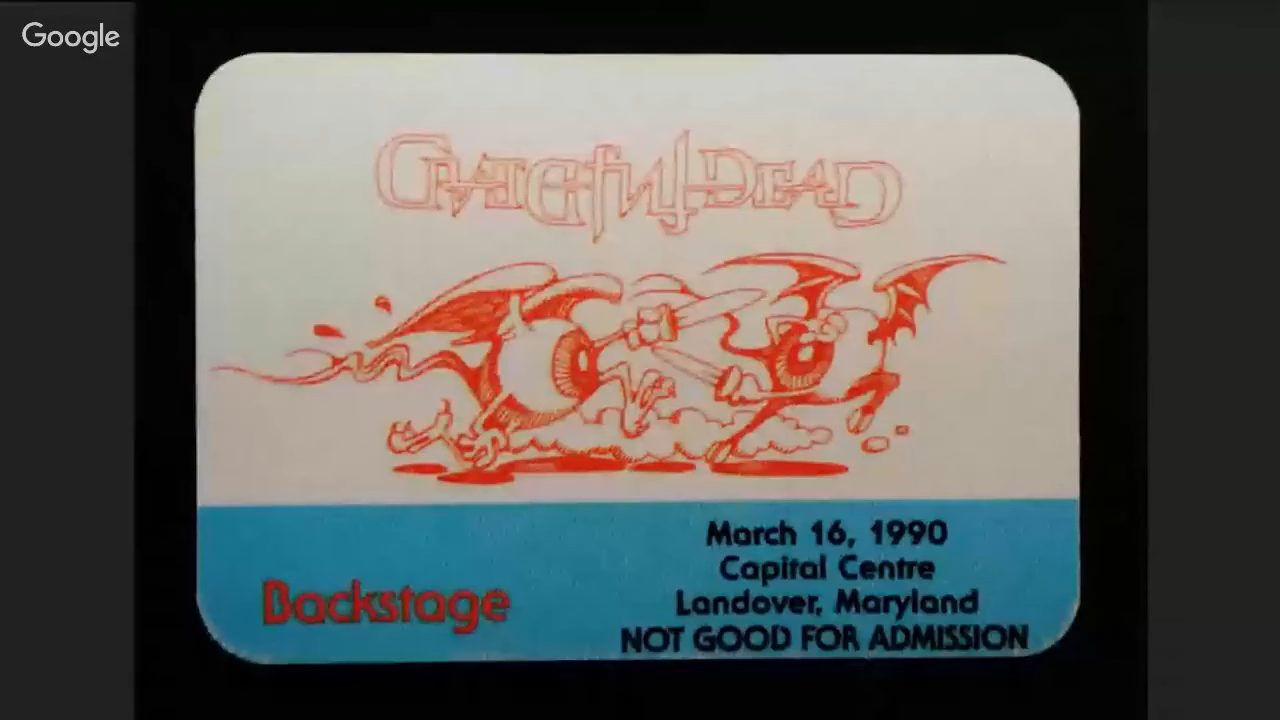 Google
GRATEFUL DEAD
March 16, 1990
Capital Centre
Backstage
Landover, Maryland
NOT GOOD FOR ADMISSION